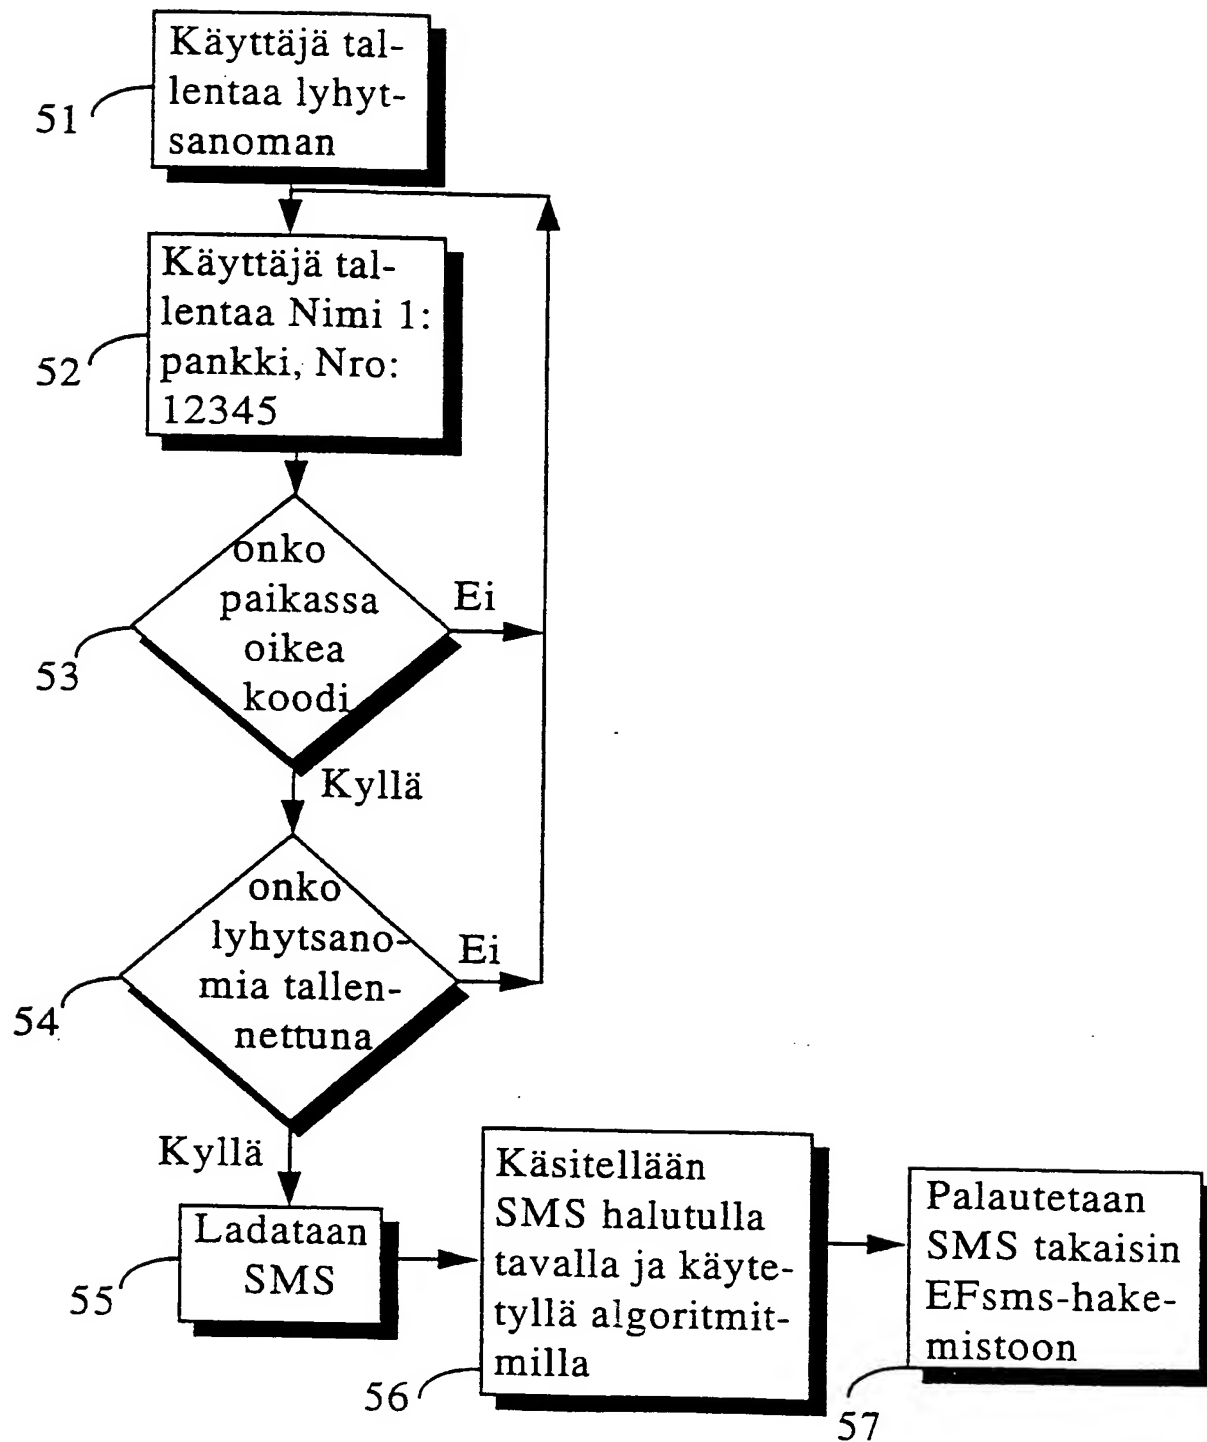 Käyttäjä tal-
lentaa lyhyt-
sanoman
51
Käyttäjä tal-
lentaa Nimi 1:
pankki, Nro:
12345
52
onko
paikassa
oikea
koodi
Ei
53
Kyllä
onko
lyhytsano-
mia tallen-
nettuna
Ei
54
Kyllä
Ladataan
SMS
55
Käsitellään
SMS halutulla
tavalla ja käyte-
tyllä algoritmit-
milla
56
Palautetaan
SMS takaisin
EFsms-hake-
mistoon
57